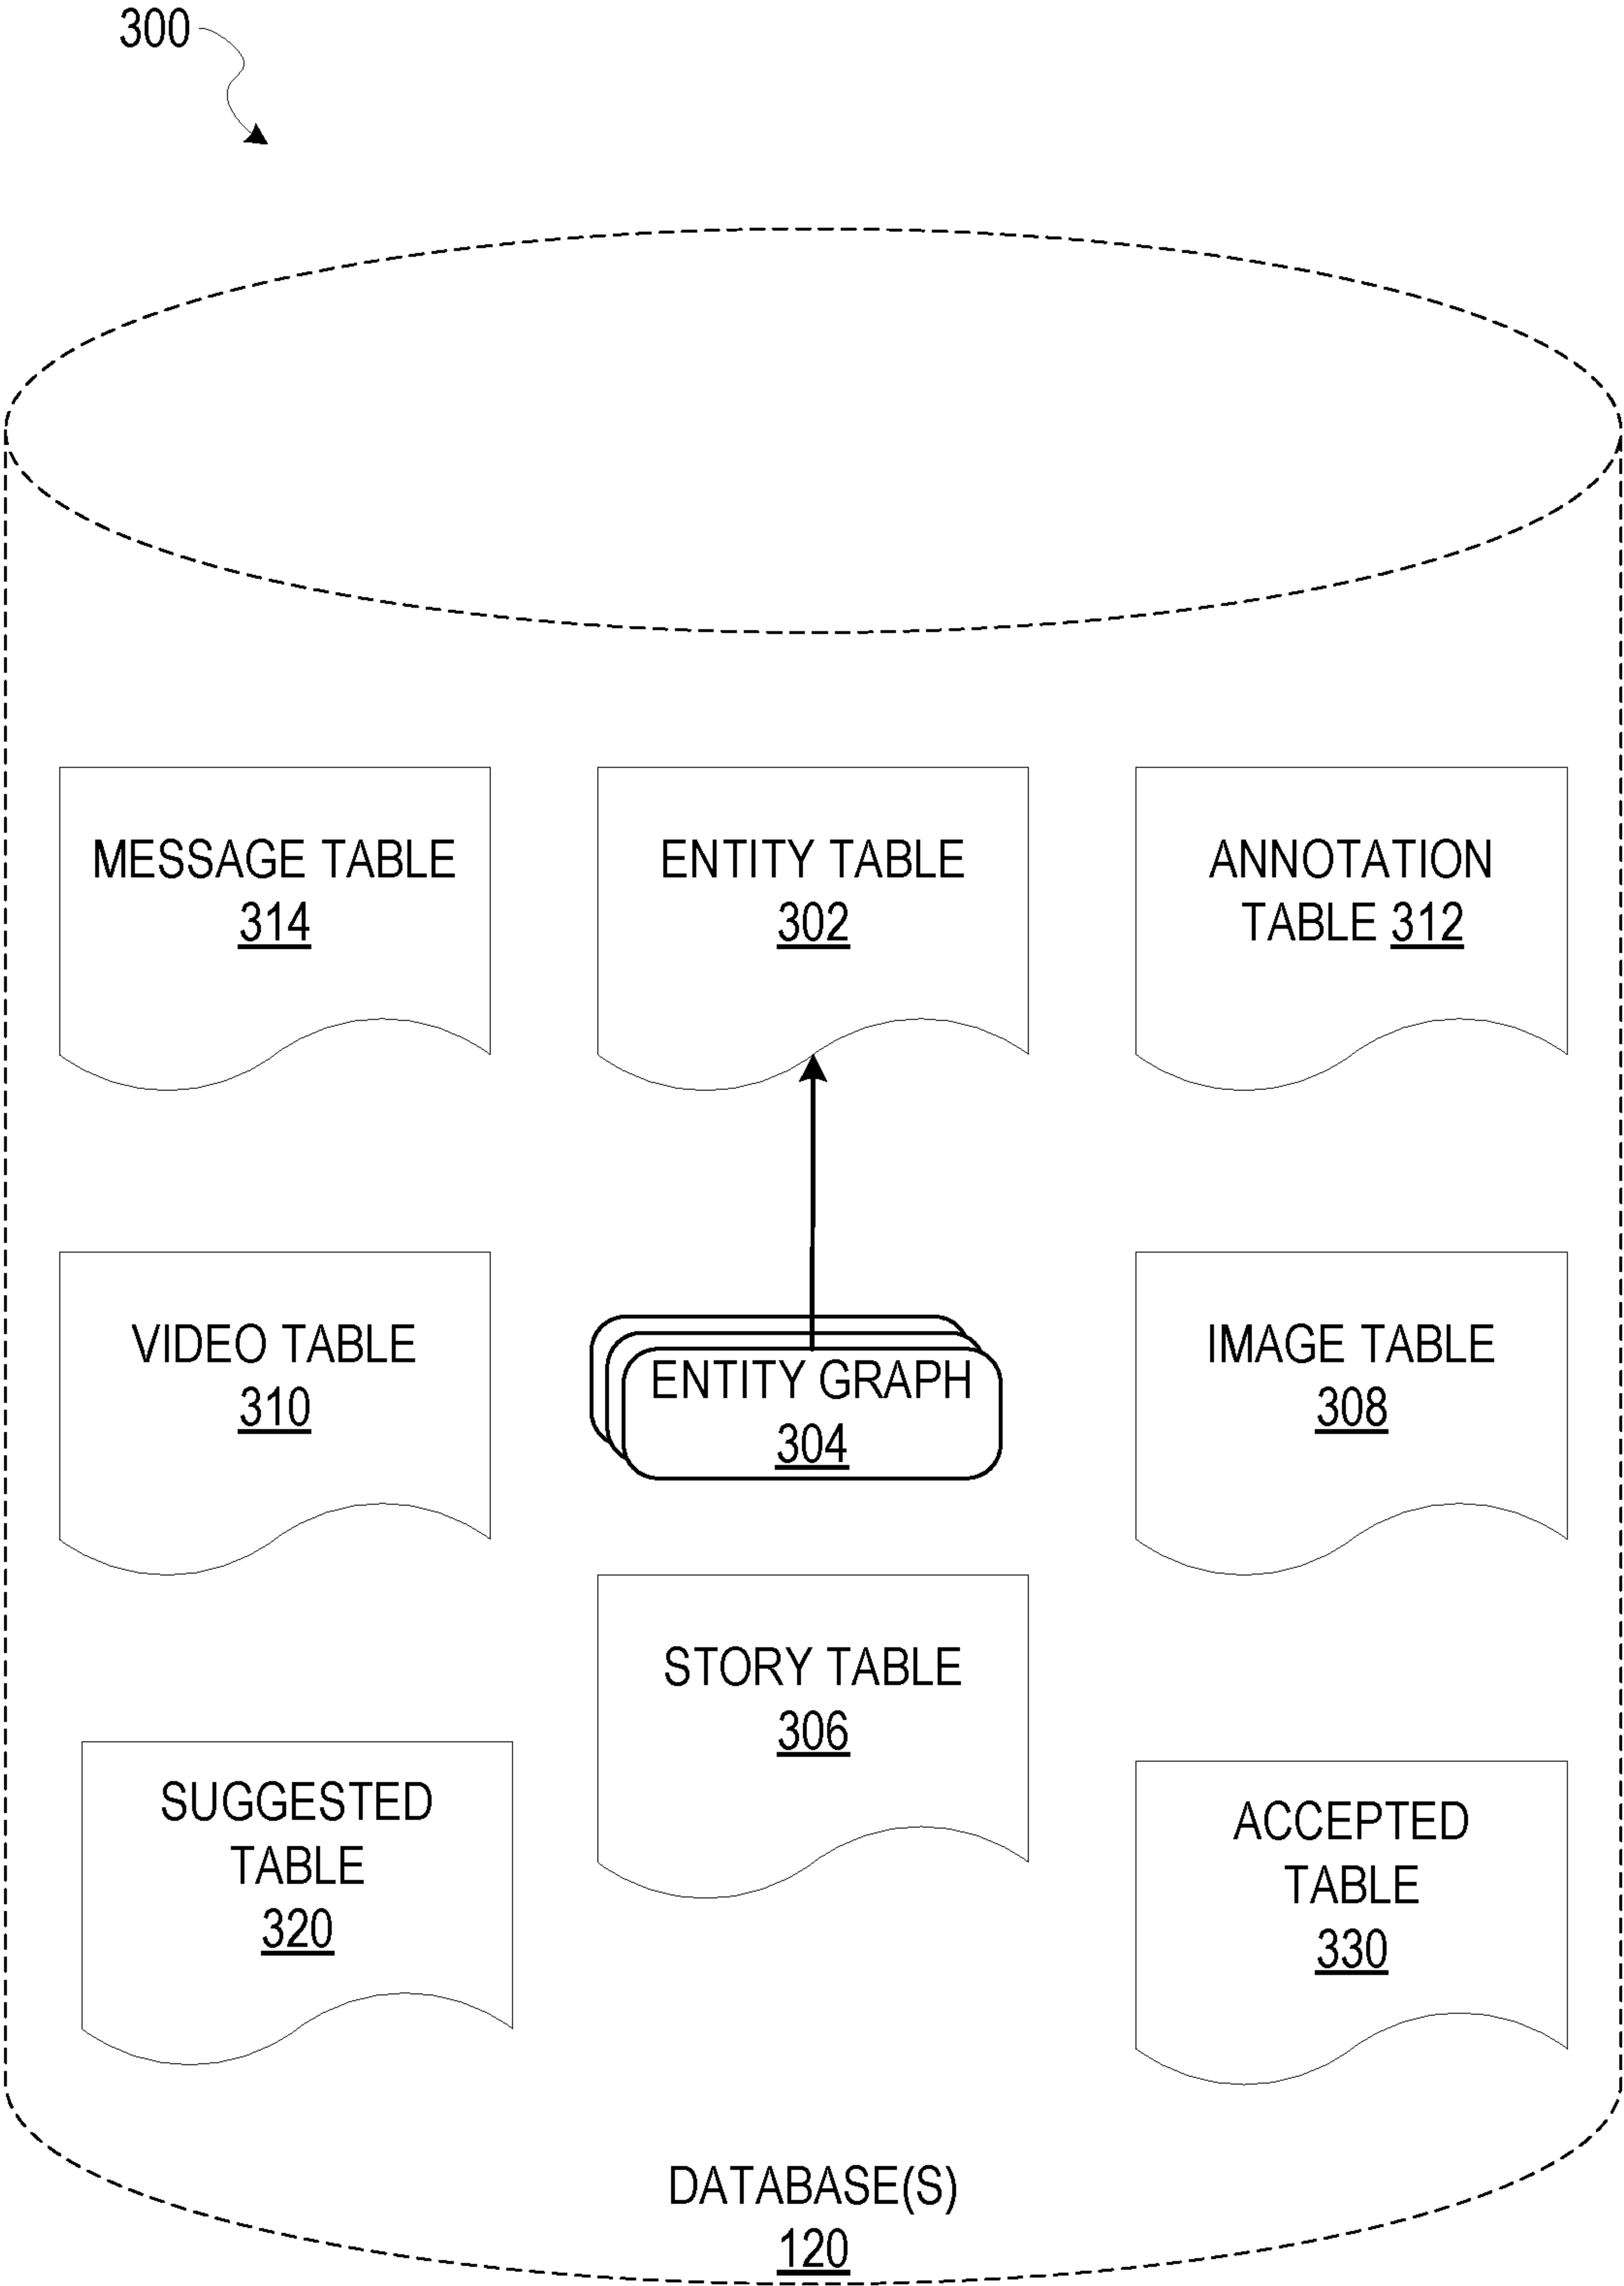 300
MESSAGE TABLE
314
ENTITY TABLE
302
ANNOTATION
TABLE 312
VIDEO TABLE
310
ENTITY GRAPH
304
IMAGE TABLE
308
STORY TABLE
306
SUGGESTED
TABLE
320
ACCEPTED
TABLE
330
DATABASE(S)
120